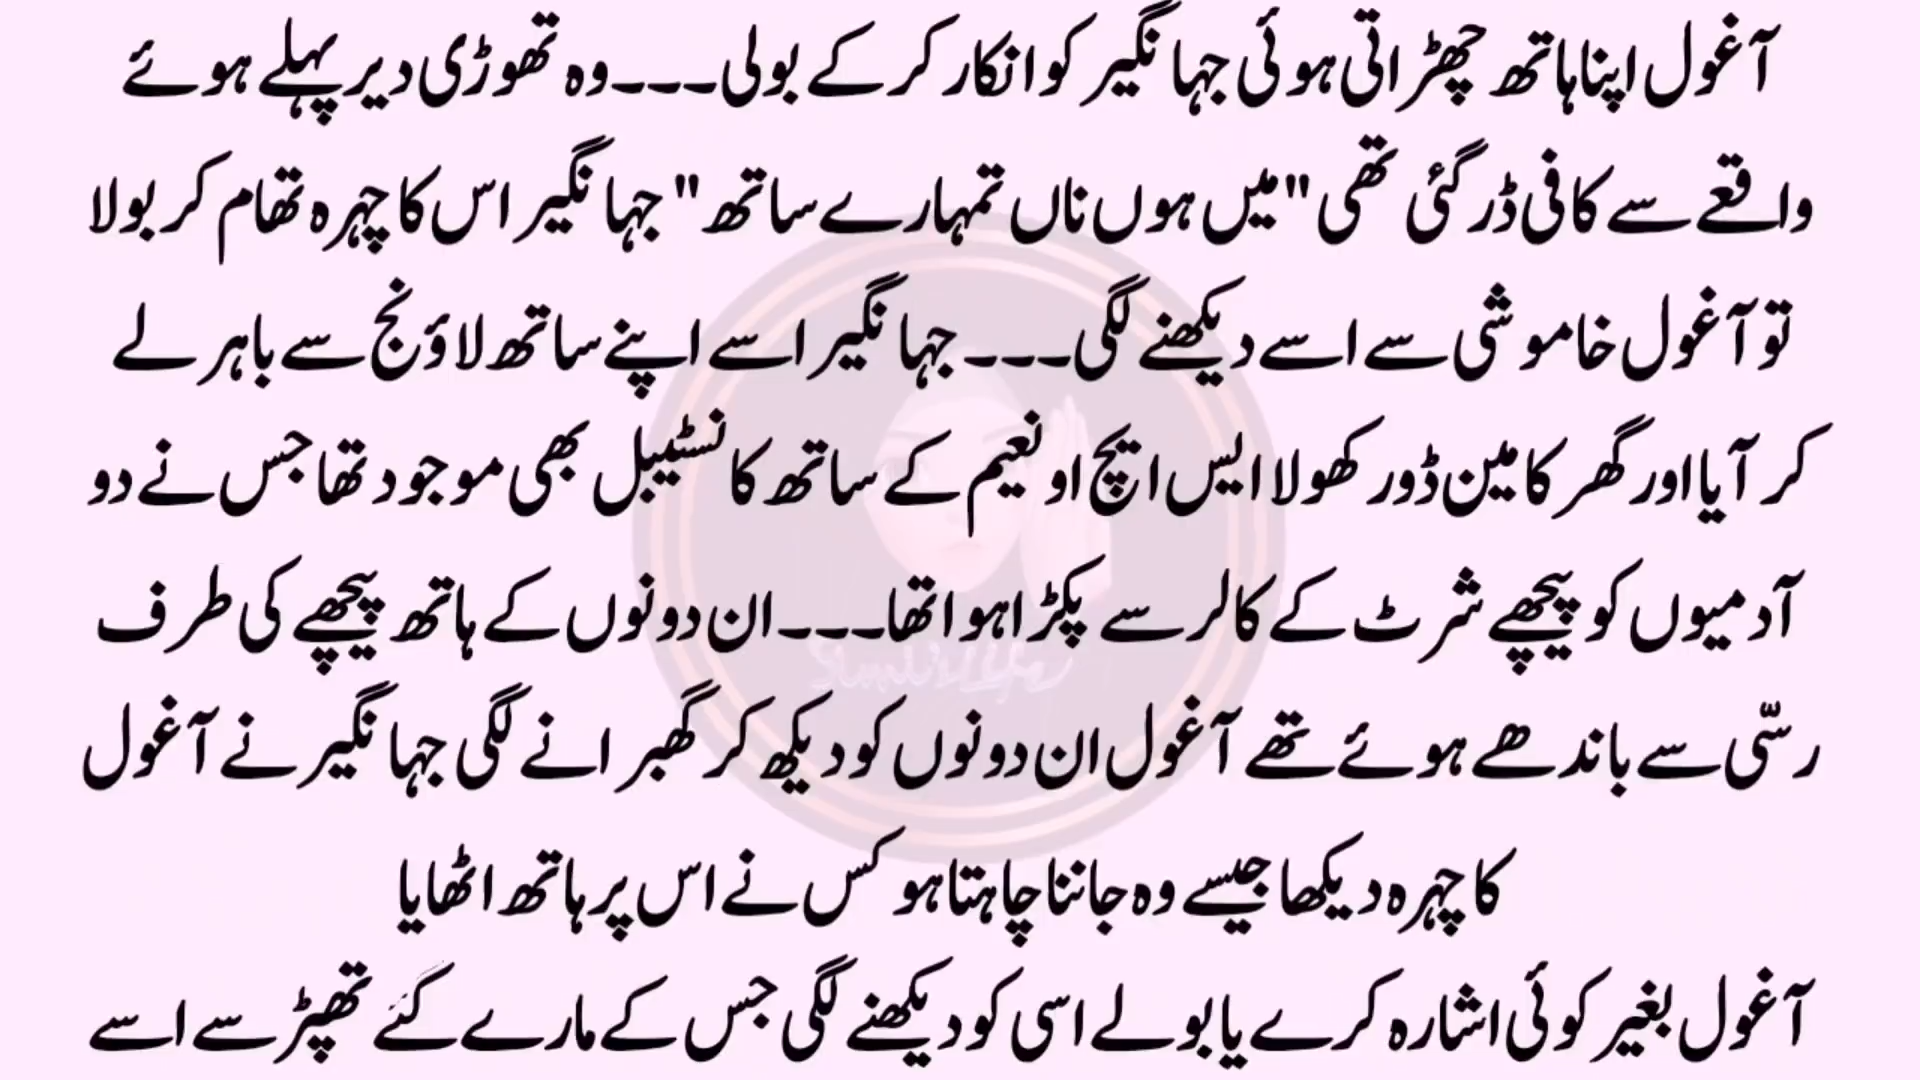 آغول اپنا ہاتھ چھڑاتی ہوئی جہانگیر کو انکار کر کے بولی۔۔۔وہ تھوڑی دیر پہلے ہوئے
واقعے سے کافی ڈر گئی تھی "میں ہوں ناں تمہارے ساتھ" جہانگیر اس کا چہرہ تھام کر بولا
تو آغول خاموشی سے اسے دیکھنے لگی۔۔۔ جہانگیر اسے اپنے ساتھ لاؤنج سے باہر لے
کر آیا اور گھر کا مین ڈور کھولا ایس ایچ او نعیم کے ساتھ کانسٹیبل بھی موجود تھا جس نے دو
آدمیوں کو پیچھے شرٹ کے کالر سے پکڑا ہوا تھا۔۔۔ ان دونوں کے ہاتھ پیچھے کی طرف
رسّی سے باندھے ہوئے تھے آغول ان دونوں کو دیکھ کر گھبرانے لگی جہانگیر نے آغول
کا چہرہ دیکھا جیسے وہ جاننا چاہتا ہو کس نے اس پر ہاتھ اٹھایا
آغول بغیر کوئی اشارہ کرے یا بولے اسی کو دیکھنے لگی جس کے مارے گئے تھپڑ سے اسے